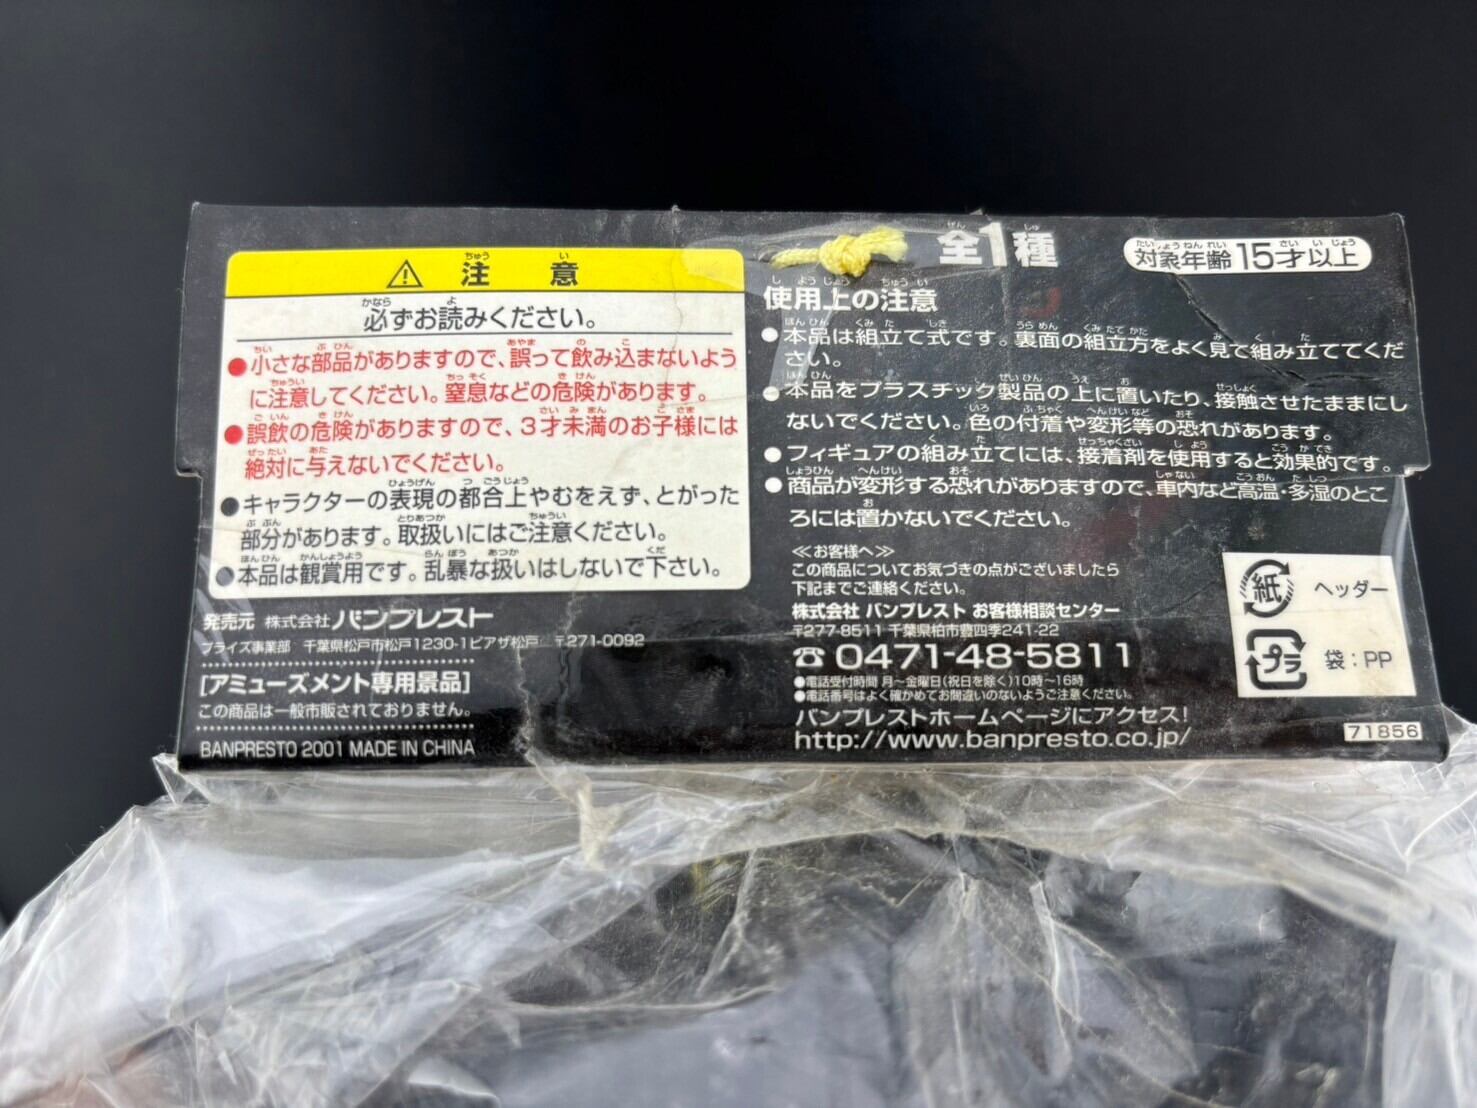 注意
必ずお読みください。
●小さな部品がありますので、誤って飲み込まないよう
に注意してください。窒息などの危険があります。
●誤飲の危険がありますので、3才未満のお子様には
絶対に与えないでください。
●キャラクターの表現の都合上やむをえず、とがった
部分があります。取扱いにはご注意ください。
●本品は観賞用です。乱暴な扱いはしないで下さい。
発売元 株式会社 バンプレスト
プライズ事業部 千葉県松戸市松戸1230-1ピアザ松戸 〒271-0092
[アミューズメント専用景品]
この商品は一般市販されておりません。
BANPRESTO 2001 MADE IN CHINA
全1種
対象年齢15才以上
使用上の注意
●本品は組立て式です。裏面の組立方をよく見て組み立ててくだ
さい。
●本品をプラスチック製品の上に置いたり、接触させたままにし
ないでください。色の付着や変形等の恐れがあります。
●フィギュアの組み立てには、接着剤を使用すると効果的です。
●商品が変形する恐れがありますので、車内など高温・多湿のとこ
ろには置かないでください。
≪お客様へ≫
この商品についてお気づきの点がございましたら
下記までご連絡ください。
株式会社 バンプレスト お客様相談センター
〒277-8511 千葉県柏市豊四季241-22
☎0471-48-5811
●電話受付時間 月〜金曜日(祝日を除く)10時〜16時
●電話番号はよく確かめてお間違いのないようご注意ください。
バンプレストホームページにアクセス!
http://www.banpresto.co.jp/
紙 ヘッダー
プラ 袋:PP
71856